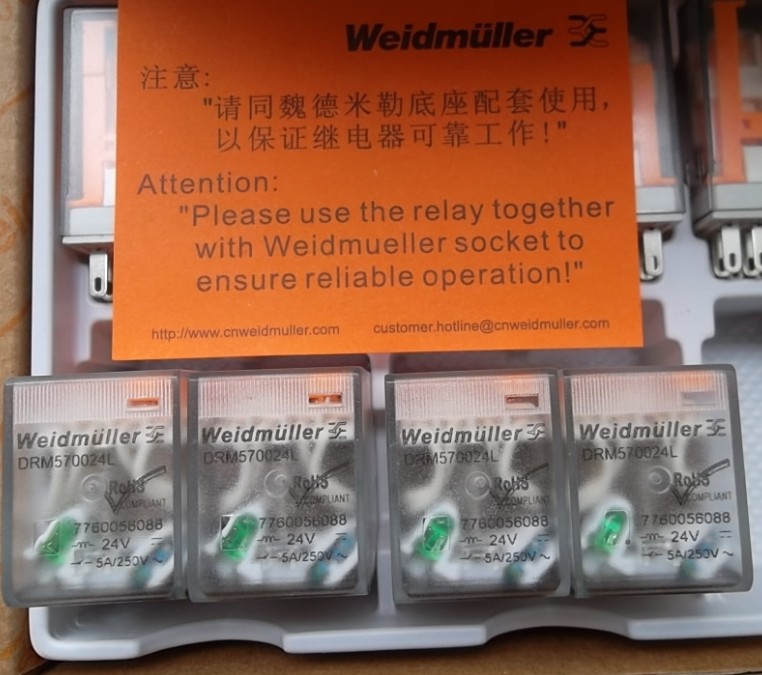 Weidmüller
注意:
"请同魏德米勒底座配套使用,
以保证继电器可靠工作!"
Attention:
"Please use the relay together
with Weidmueller socket to
ensure reliable operation!"
http://www.cnweidmuller.com customer.hotline@cnweidmuller.com
Weidmüller
DRM570024L
RoHS
COMPLIANT
7760056088
24V
5A/250V~
Weidmüller
DRM570024L
RoHS
COMPLIANT
7760056088
24V
5A/250V~
Weidmüller
DRM570024L
RoHS
COMPLIANT
7760056088
24V
5A/250V~
Weidmüller
DRM570024L
RoHS
COMPLIANT
7760056088
24V
5A/250V~